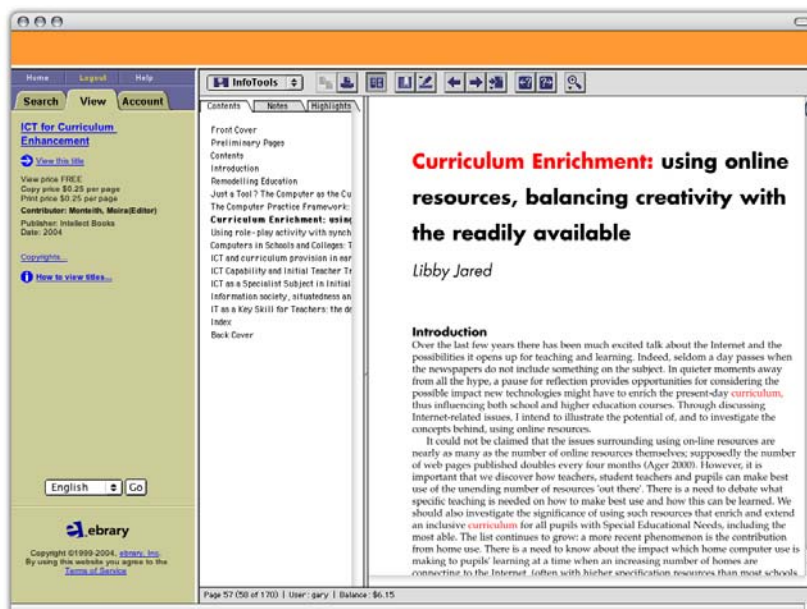 Home Logout Help
Search View Account
ICT for Curriculum
Enhancement
View this title
View price FREE
Copy price $0.25 per page
Print price $0.25 per page
Contributor: Monteith, Moira(Editor)
Publisher: Intellect Books
Date: 2004
Copyrights...
How to view titles...
English Go
ebrary
Copyright ©1999-2004, ebrary, Inc.
By using this website you agree to the
Terms of Service
InfoTools
Contents Notes Highlights
Front Cover
Preliminary Pages
Contents
Introduction
Remodelling Education
Just a Tool? The Computer as the Cu
The Computer Practice Framework:
Curriculum Enrichment: using
Using role-play activity with synch
Computers in Schools and Colleges: T
ICT and curriculum provision in ear
ICT Capability and Initial Teacher Tr
ICT as a Specialist Subject in Initial
Information society, situatedness an
IT as a Key Skill for Teachers: the de
Index
Back Cover
Curriculum Enrichment: using online
resources, balancing creativity with
the readily available
Libby Jared
Introduction
Over the last few years there has been much excited talk about the Internet and the
possibilities it opens up for teaching and learning. Indeed, seldom a day passes when
the newspapers do not include something on the subject. In quieter moments away
from all the hype, a pause for reflection provides opportunities for considering the
possible impact new technologies might have to enrich the present-day curriculum,
thus influencing both school and higher education courses. Through discussing
Internet-related issues, I intend to illustrate the potential of, and to investigate the
concepts behind, using online resources.
It could not be claimed that the issues surrounding using on-line resources are
nearly as many as the number of online resources themselves; supposedly the number
of web pages published doubles every four months (Ager 2000). However, it is
important that we discover how teachers, student teachers and pupils can make best
use of the unending number of resources 'out there'. There is a need to debate what
specific teaching is needed on how to make best use and how this can be learned. We
should also investigate the significance of using such resources that enrich and extend
an inclusive curriculum for all pupils with Special Educational Needs, including the
most able. The list continues to grow: a more recent phenomenon is the contribution
from home use. There is a need to know about the impact which home computer use is
making to pupils' learning at a time when an increasing number of homes are
connecting to the Internet, (often with higher specification resources than most schools
Page 57 (58 of 170) | User: gary | Balance: $6.15